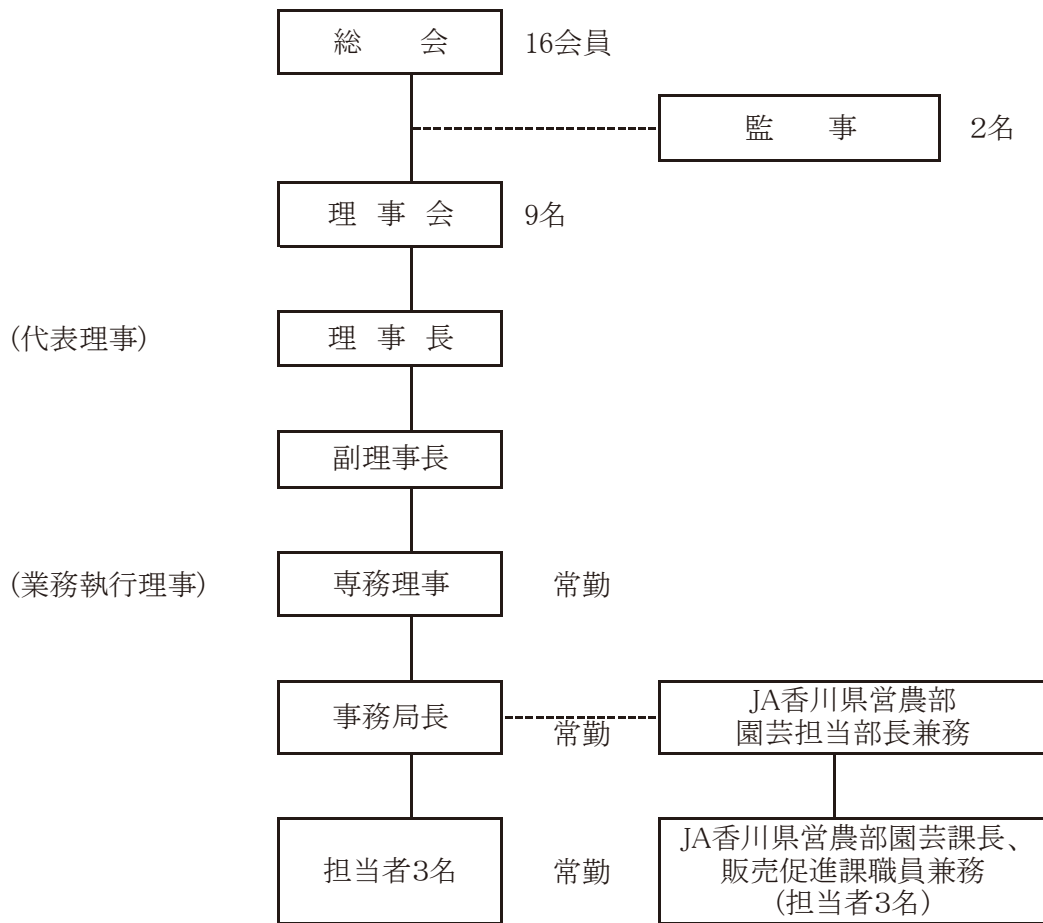 総　会　16会員
監　事　2名
理事会　9名
(代表理事)　理事長
副理事長
(業務執行理事)　専務理事　常勤
事務局長　常勤
JA香川県営農部
園芸担当部長兼務
担当者3名　常勤
JA香川県営農部園芸課長、
販売促進課職員兼務
(担当者3名)